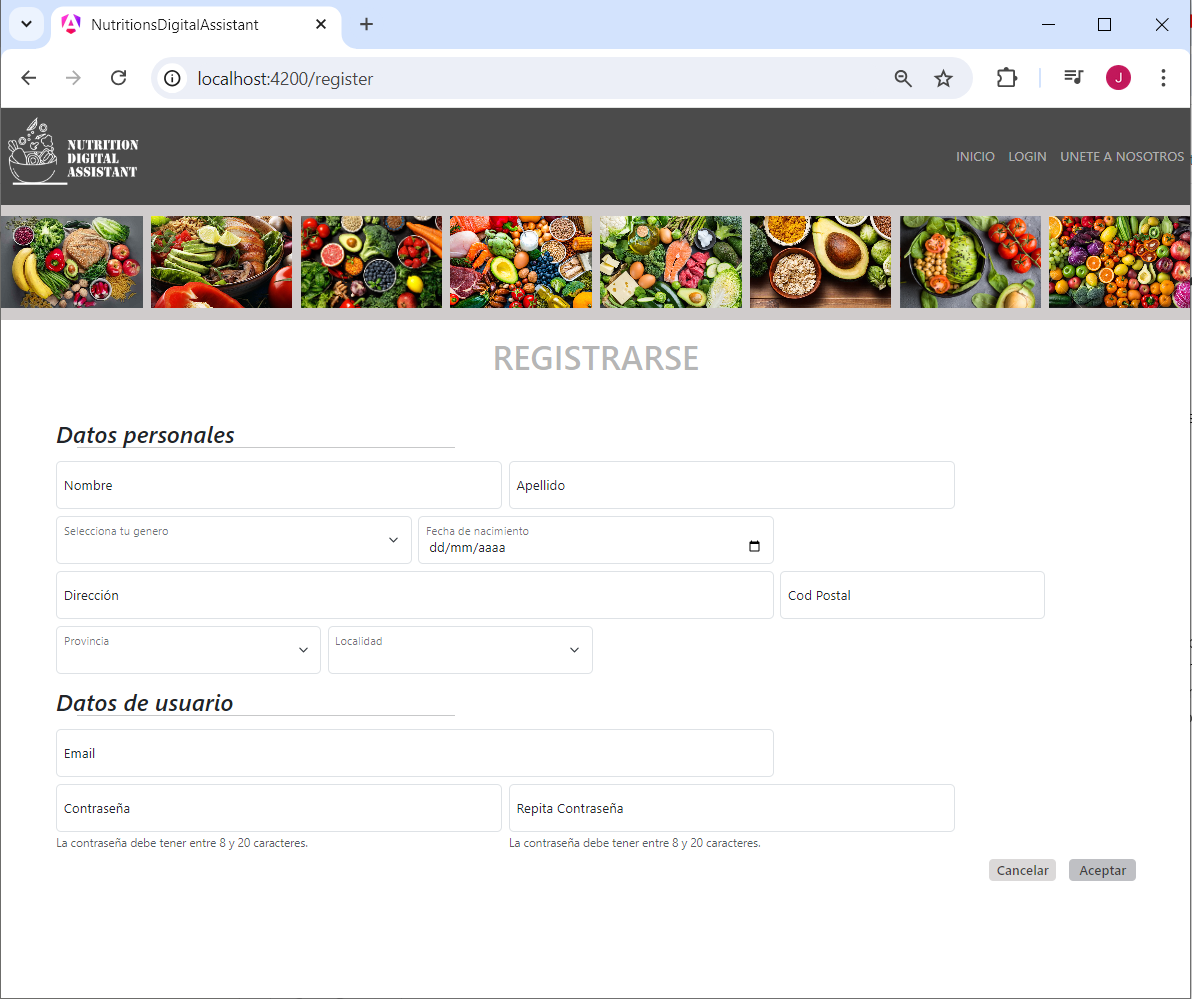 NutritionsDigitalAssistant
localhost:4200/register
J
NUTRITION
DIGITAL
ASSISTANT
INICIO LOGIN UNETE A NOSOTROS
REGISTRARSE
Datos personales
Nombre Apellido
Selecciona tu genero Fecha de nacimiento
dd/mm/aaaa
Dirección Cod Postal
Provincia Localidad
Datos de usuario
Email
Contraseña Repita Contraseña
La contraseña debe tener entre 8 y 20 caracteres. La contraseña debe tener entre 8 y 20 caracteres.
Cancelar Aceptar